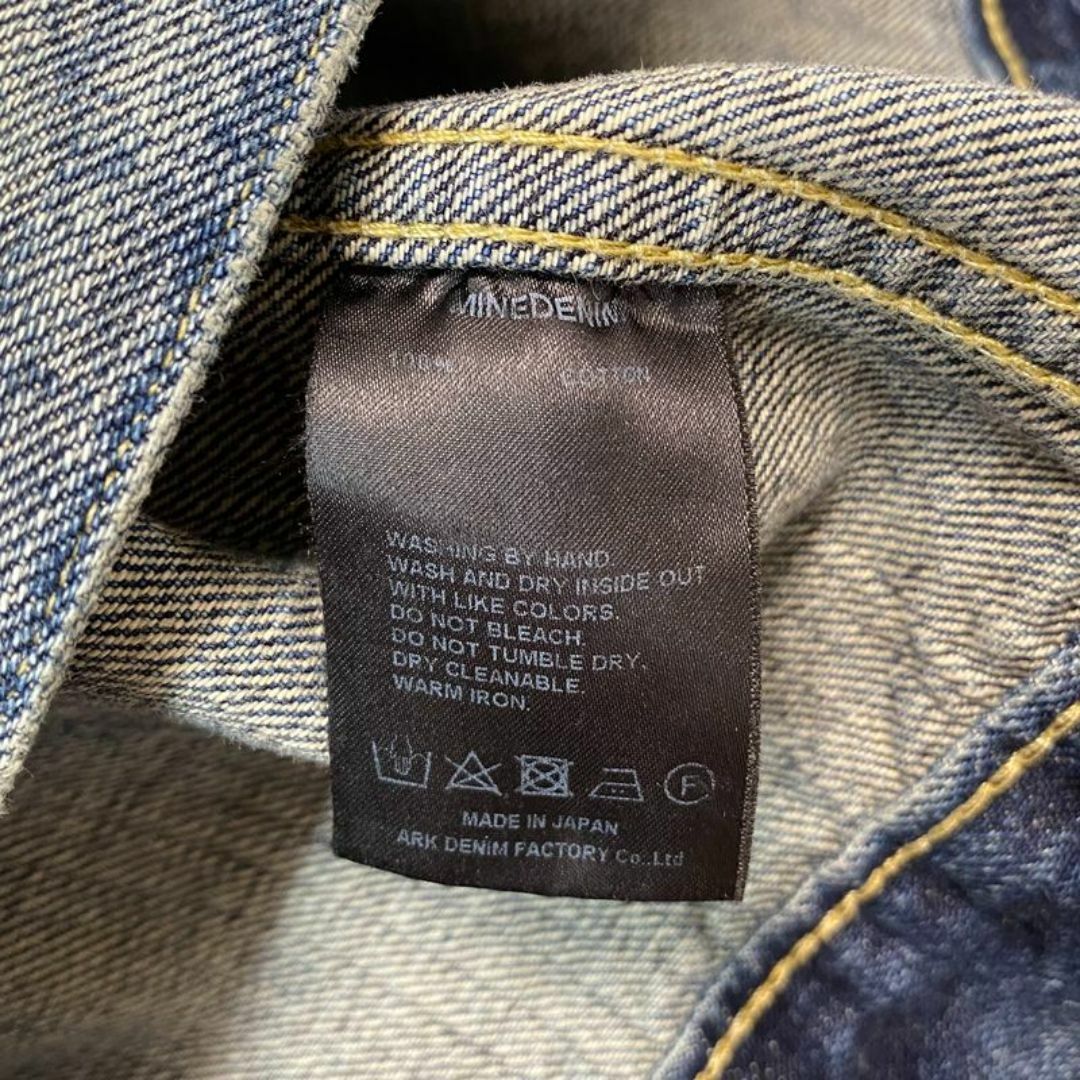 MINEDENIM
100% COTTON
WASHING BY HAND.
WASH AND DRY INSIDE OUT
WITH LIKE COLORS.
DO NOT BLEACH.
DO NOT TUMBLE DRY.
DRY CLEANABLE.
WARM IRON.
F
MADE IN JAPAN
ARK DENIM FACTORY Co.,Ltd